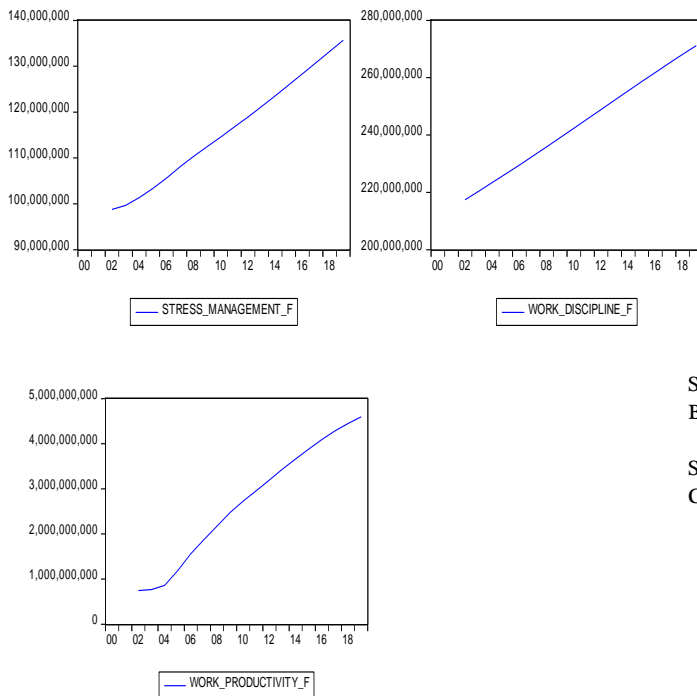 140,000,000
130,000,000
120,000,000
110,000,000
100,000,000
90,000,000
00 02 04 06 08 10 12 14 16 18
STRESS_MANAGEMENT_F
280,000,000
260,000,000
240,000,000
220,000,000
200,000,000
00 02 04 06 08 10 12 14 16 18
WORK_DISCIPLINE_F
5,000,000,000
4,000,000,000
3,000,000,000
2,000,000,000
1,000,000,000
0
00 02 04 06 08 10 12 14 16 18
WORK_PRODUCTIVITY_F
S
S